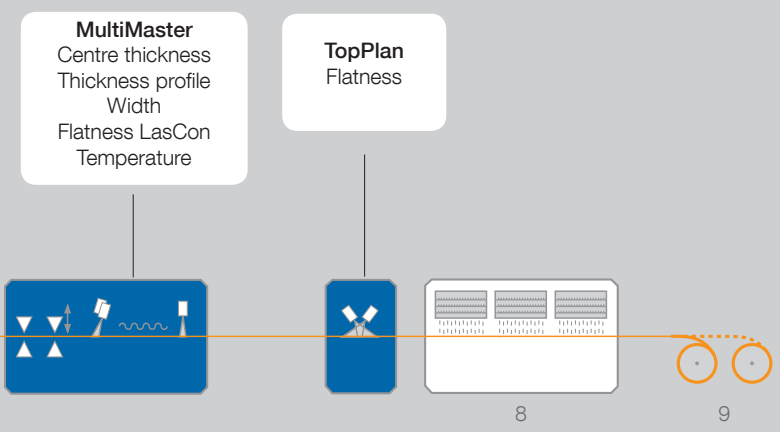 MultiMaster
Centre thickness
Thickness profile
Width
Flatness LasCon
Temperature
TopPlan
Flatness
8
9